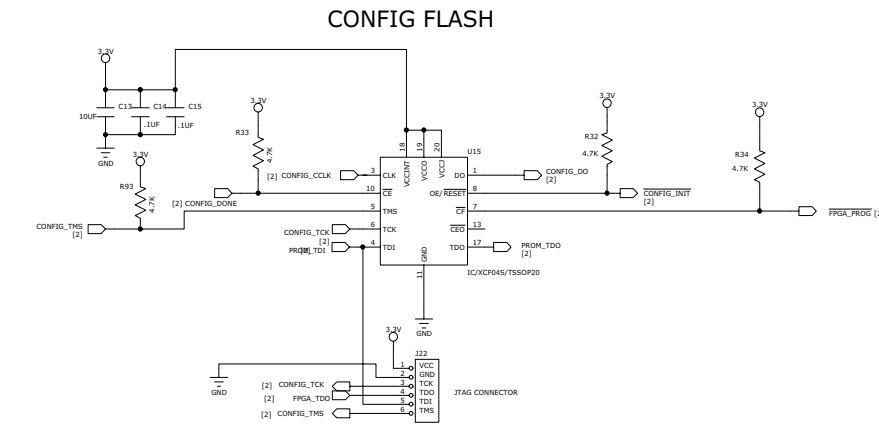 CONFIG FLASH
3.3V
C13
C14
C15
10UF
.1UF
.1UF
GND
3.3V
R93
4.7K
3.3V
R33
4.7K
3.3V
R32
4.7K
3.3V
R34
4.7K
U15
18
19
20
VCCINT
VCCO
VCCJ
[2] CONFIG_CCLK
3
CLK
[2] CONFIG_DONE
10
CE
CONFIG_TMS
[2]
5
TMS
CONFIG_TCK
[2]
6
TCK
PROM_TDI
[2]
4
TDI
DO
1
CONFIG_DO
[2]
OE/RESET
8
CONFIG_INIT
[2]
CF
7
FPGA_PROG
CEO
13
TDO
17
PROM_TDO
[2]
GND
11
IC/XCF04S/TSSOP20
GND
3.3V
J22
GND
1
VCC
2
GND
[2] CONFIG_TCK
3
TCK
[2] FPGA_TDO
4
TDO
5
TDI
[2] CONFIG_TMS
6
TMS
JTAG CONNECTOR